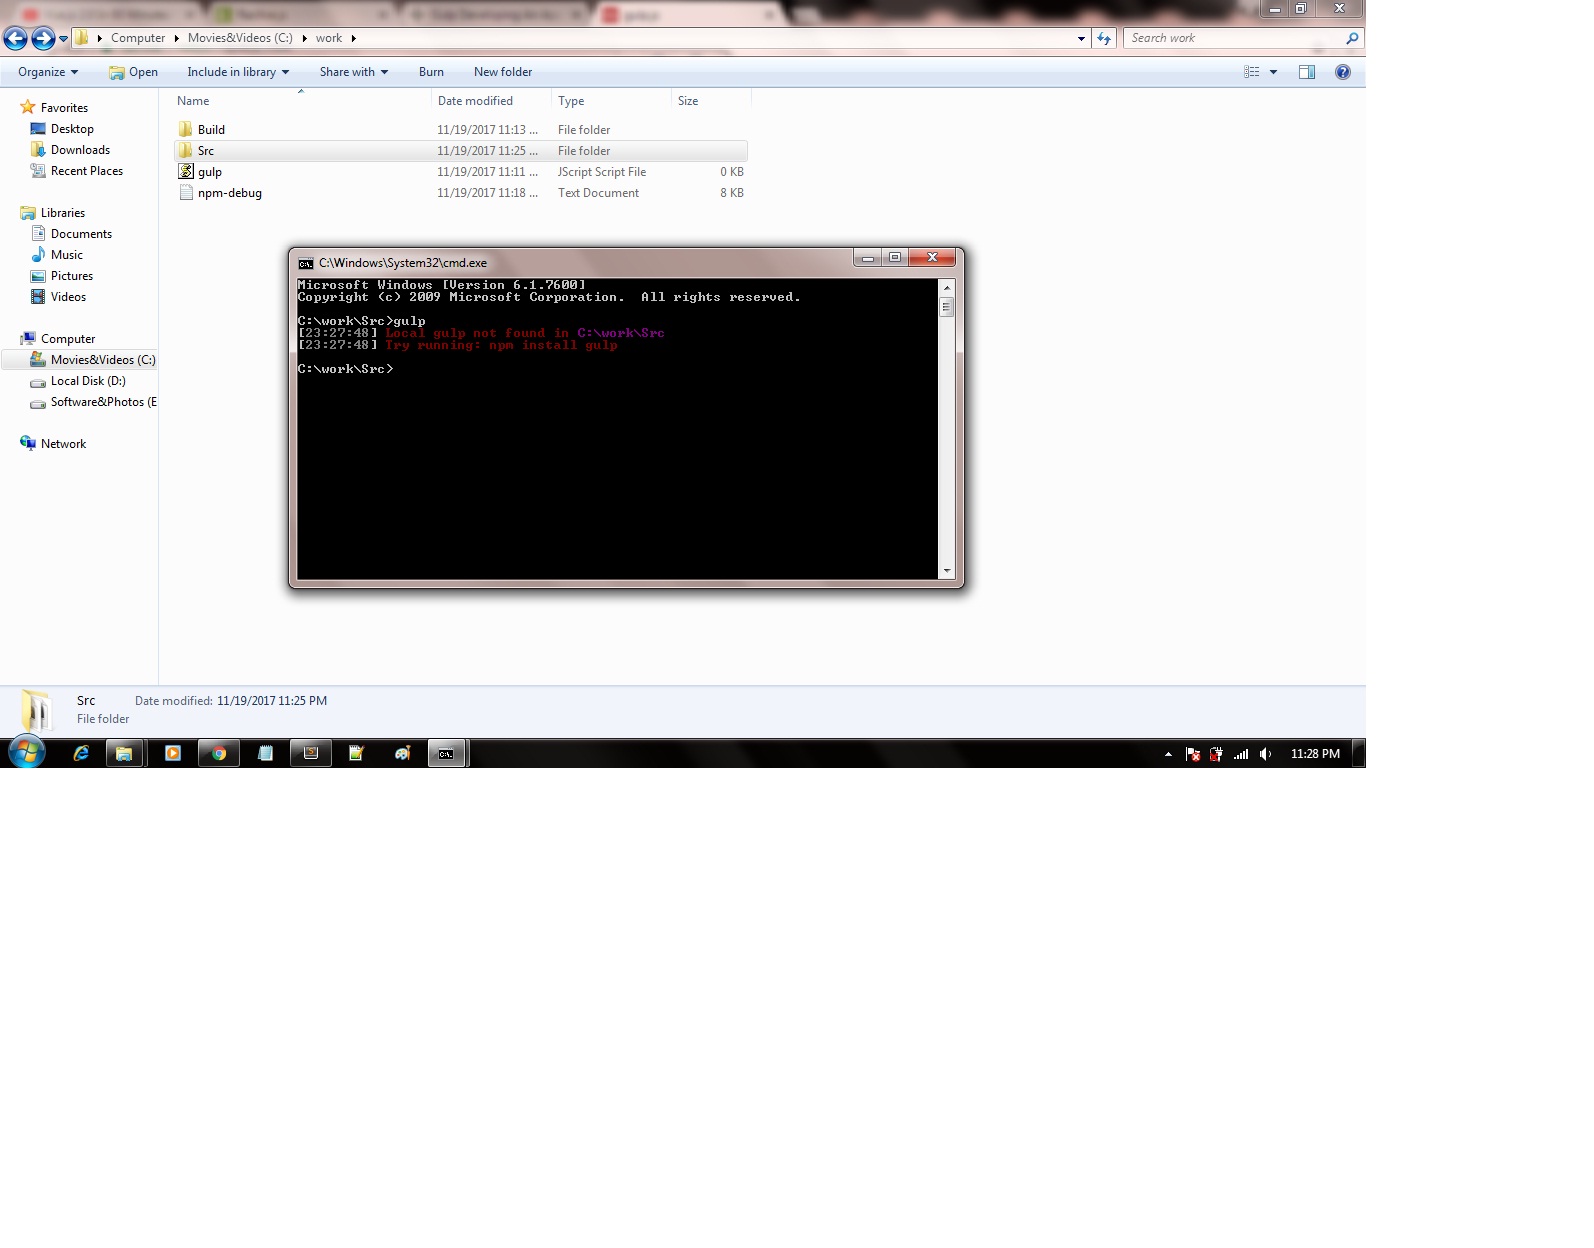 Computer Movies&Videos (C:) work
Search work
Organize Open Include in library Share with Burn New folder
Name Date modified Type Size
Favorites
Desktop
Downloads
Recent Places
Libraries
Documents
Music
Pictures
Videos
Computer
Movies&Videos (C:)
Local Disk (D:)
Software&Photos (E
Network
Build 11/19/2017 11:13 ... File folder
Src 11/19/2017 11:25 ... File folder
gulp 11/19/2017 11:11 ... JScript Script File 0 KB
npm-debug 11/19/2017 11:18 ... Text Document 8 KB
C:\Windows\System32\cmd.exe
Microsoft Windows [Version 6.1.7600]
Copyright (c) 2009 Microsoft Corporation. All rights reserved.
C:\work\Src>gulp
[23:27:48] Local gulp not found in C:\work\Src
[23:27:48] Try running: npm install gulp
C:\work\Src>
Src Date modified: 11/19/2017 11:25 PM
File folder
11:28 PM